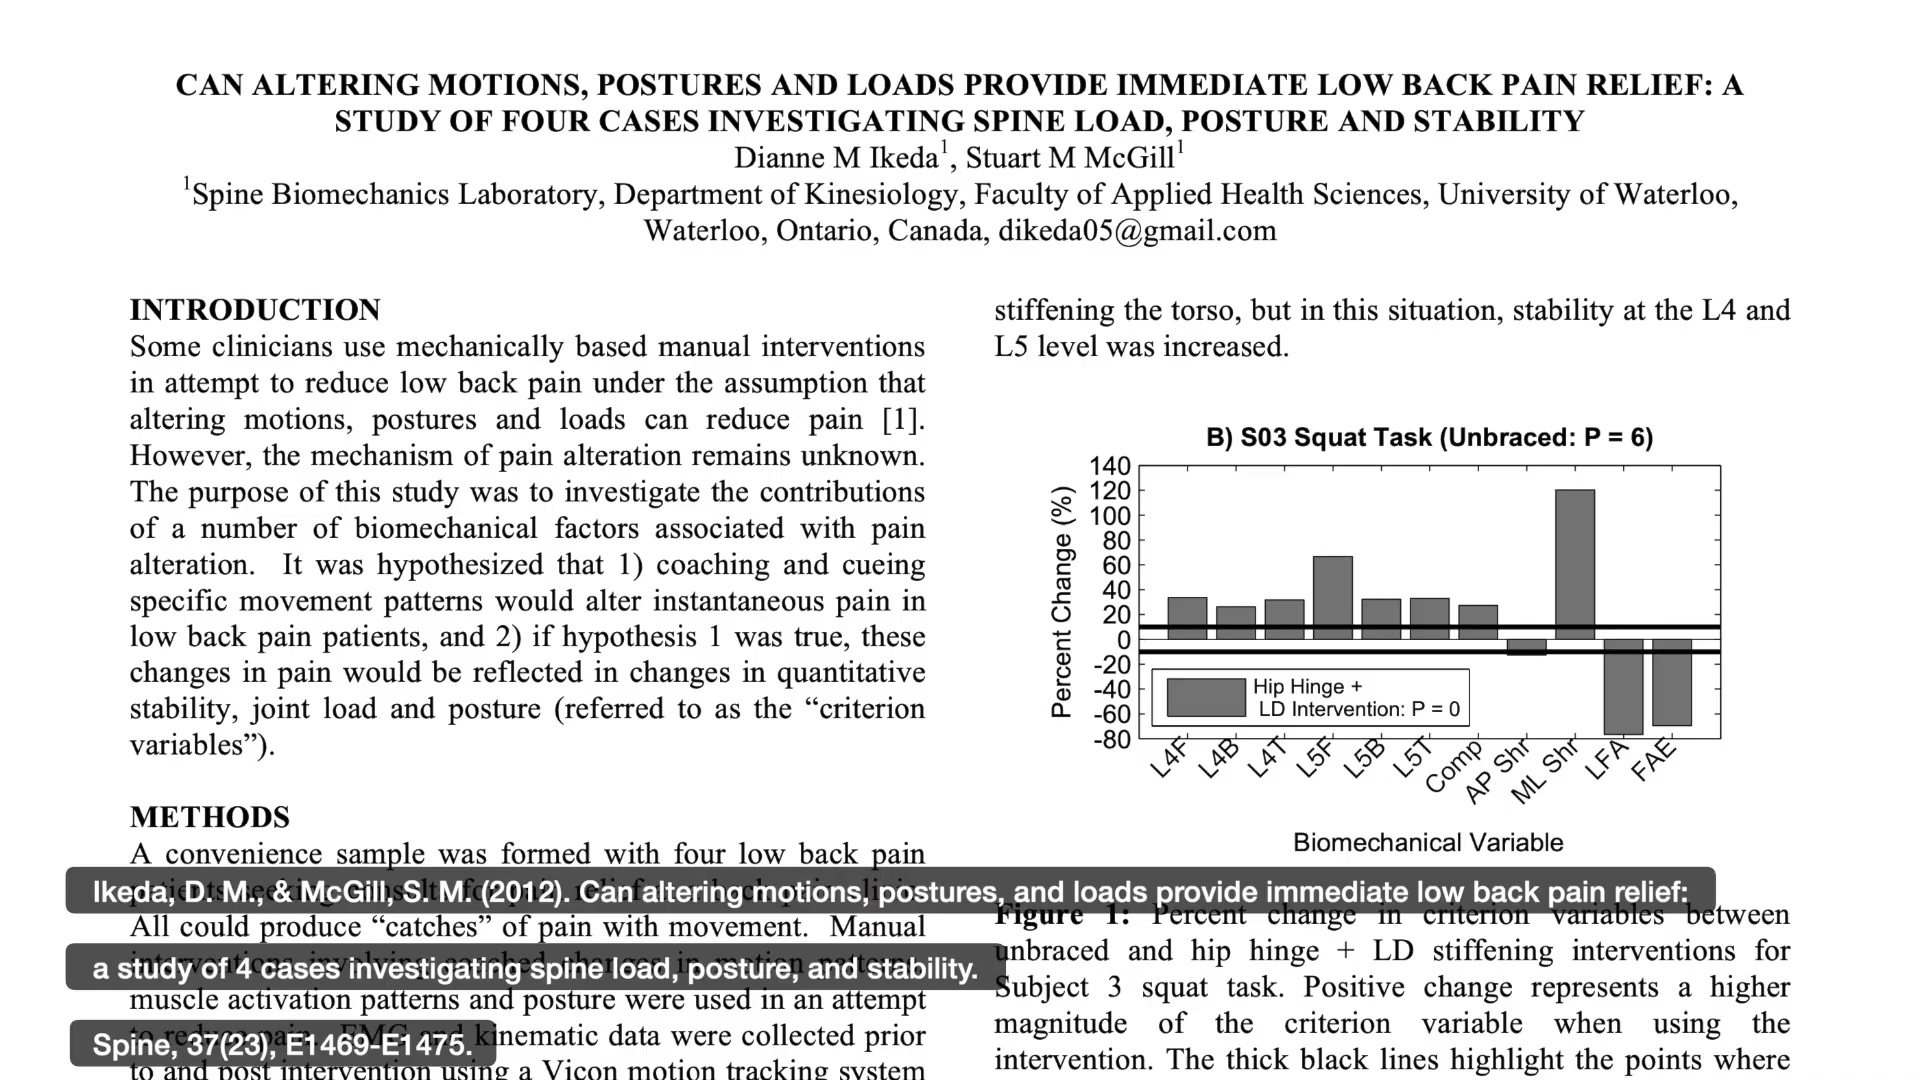 CAN ALTERING MOTIONS, POSTURES AND LOADS PROVIDE IMMEDIATE LOW BACK PAIN RELIEF: A
STUDY OF FOUR CASES INVESTIGATING SPINE LOAD, POSTURE AND STABILITY
Dianne M Ikeda1, Stuart M McGill1
1Spine Biomechanics Laboratory, Department of Kinesiology, Faculty of Applied Health Sciences, University of Waterloo,
Waterloo, Ontario, Canada, dikeda05@gmail.com
INTRODUCTION
Some clinicians use mechanically based manual interventions
in attempt to reduce low back pain under the assumption that
altering motions, postures and loads can reduce pain [1].
However, the mechanism of pain alteration remains unknown.
The purpose of this study was to investigate the contributions
of a number of biomechanical factors associated with pain
alteration. It was hypothesized that 1) coaching and cueing
specific movement patterns would alter instantaneous pain in
low back pain patients, and 2) if hypothesis 1 was true, these
changes in pain would be reflected in changes in quantitative
stability, joint load and posture (referred to as the “criterion
variables”).
METHODS
A convenience sample was formed with four low back pain
All could produce “catches” of pain with movement. Manual
muscle activation patterns and posture were used in an attempt
to reduce pain. EMG and kinematic data were collected prior
to and post intervention using a Vicon motion tracking system
stiffening the torso, but in this situation, stability at the L4 and
L5 level was increased.
B) S03 Squat Task (Unbraced: P = 6)
Percent Change (%)
140
120
100
80
60
40
20
0
-20
-40
-60
-80
Hip Hinge +
LD Intervention: P = 0
L4F L4B L4T L5F L5B L5T Comp AP Shr ML Shr LFA FAE
Biomechanical Variable
Figure 1: Percent change in criterion variables between
unbraced and hip hinge + LD stiffening interventions for
Subject 3 squat task. Positive change represents a higher
magnitude of the criterion variable when using the
intervention. The thick black lines highlight the points where
Ikeda, D. M., & McGill, S. M. (2012). Can altering motions, postures, and loads provide immediate low back pain relief:
a study of 4 cases investigating spine load, posture, and stability.
Spine, 37(23), E1469-E1475.